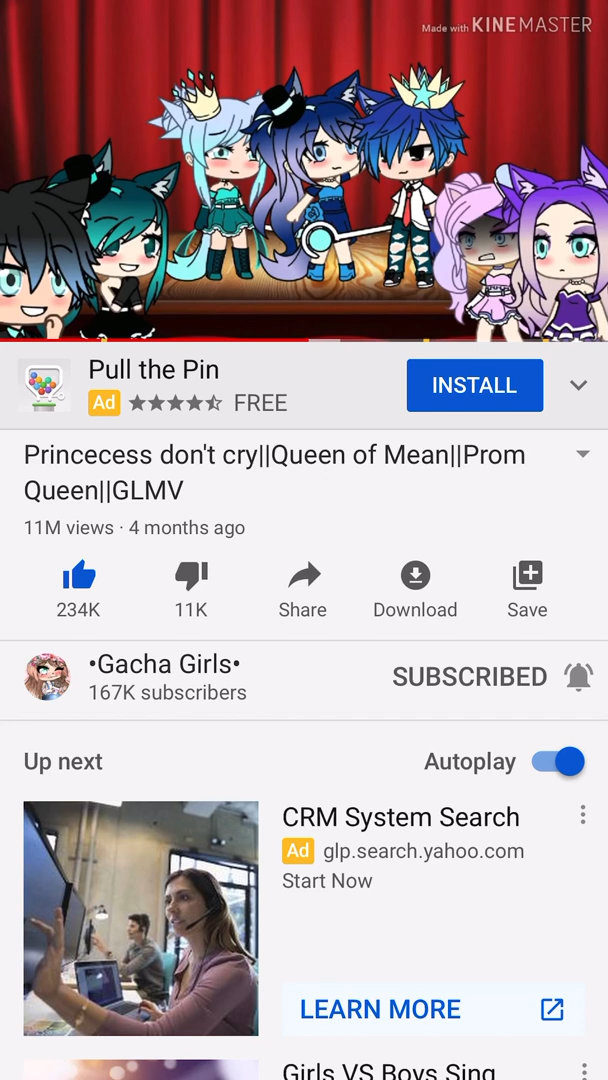 Made with KINEMASTER
Pull the Pin
Ad FREE
INSTALL
Princecess don't cry||Queen of Mean||Prom
Queen||GLMV
11M views · 4 months ago
234K 11K Share Download Save
•Gacha Girls•
167K subscribers
SUBSCRIBED
Up next Autoplay
CRM System Search
Ad glp.search.yahoo.com
Start Now
LEARN MORE
Girls VS Boys Sing